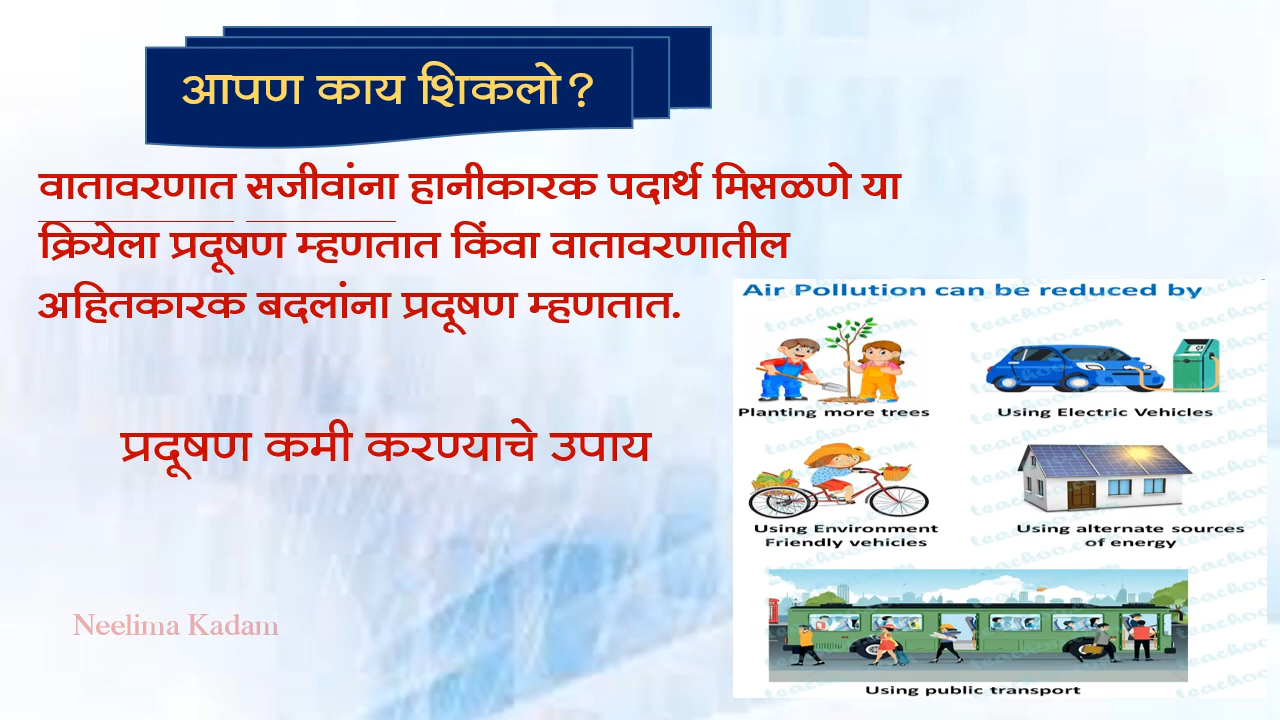 आपण काय शिकलो?
वातावरणात सजीवांना हानीकारक पदार्थ मिसळणे या
क्रियेला प्रदूषण म्हणतात किंवा वातावरणातील
अहितकारक बदलांना प्रदूषण म्हणतात.
प्रदूषण कमी करण्याचे उपाय
Neelima Kadam
Air Pollution can be reduced by
Planting more trees
Using Electric Vehicles
Using Environment
Friendly vehicles
Using alternate sources
of energy
Using public transport
teachoo.com